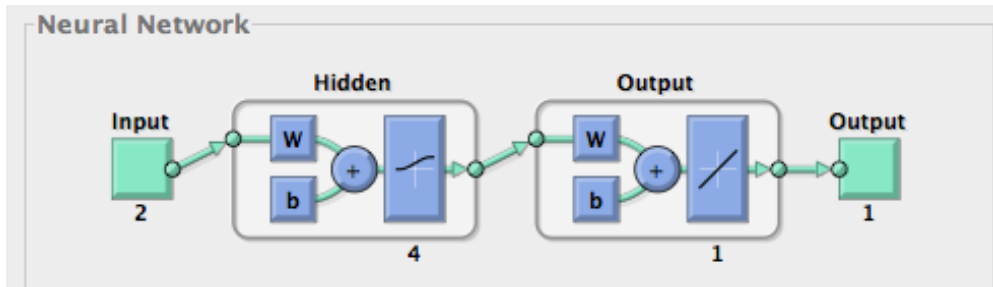 Neural Network
Hidden
Output
Input
Output
W
W
+
+
b
b
2
1
4
1